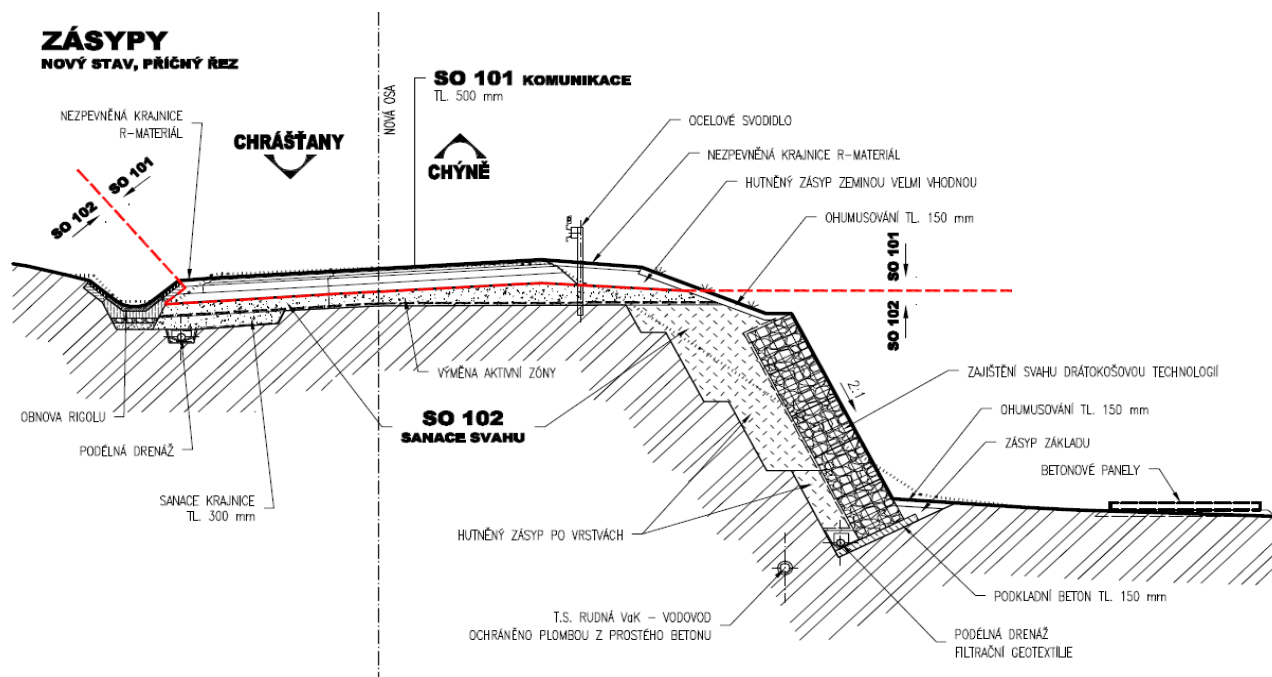 ZÁSYPY
NOVÝ STAV, PŘÍČNÝ ŘEZ
NEZPEVNĚNÁ KRAJNICE
R-MATERIÁL
CHRÁŠŤANY
NOVÁ OSA
SO 101 KOMUNIKACE
TL. 500 mm
CHÝNĚ
OCELOVÉ SVODIDLO
NEZPEVNĚNÁ KRAJNICE R-MATERIÁL
HUTNĚNÝ ZÁSYP ZEMINOU VELMI VHODNOU
OHUMUSOVÁNÍ TL. 150 mm
SO 101
SO 102
SO 101
SO 102
VÝMĚNA AKTIVNÍ ZÓNY
2:1
ZAJIŠTĚNÍ SVAHU DRÁTOKOŠOVOU TECHNOLOGIÍ
OBNOVA RIGOLU
SO 102
SANACE SVAHU
OHUMUSOVÁNÍ TL. 150 mm
PODÉLNÁ DRENÁŽ
ZÁSYP ZÁKLADU
BETONOVÉ PANELY
SANACE KRAJNICE
TL. 300 mm
HUTNĚNÝ ZÁSYP PO VRSTVÁCH
PODKLADNÍ BETON TL. 150 mm
T.S. RUDNÁ VaK - VODOVOD
OCHRÁNĚNO PLOMBOU Z PROSTÉHO BETONU
PODÉLNÁ DRENÁŽ
FILTRAČNÍ GEOTEXTÍLIE